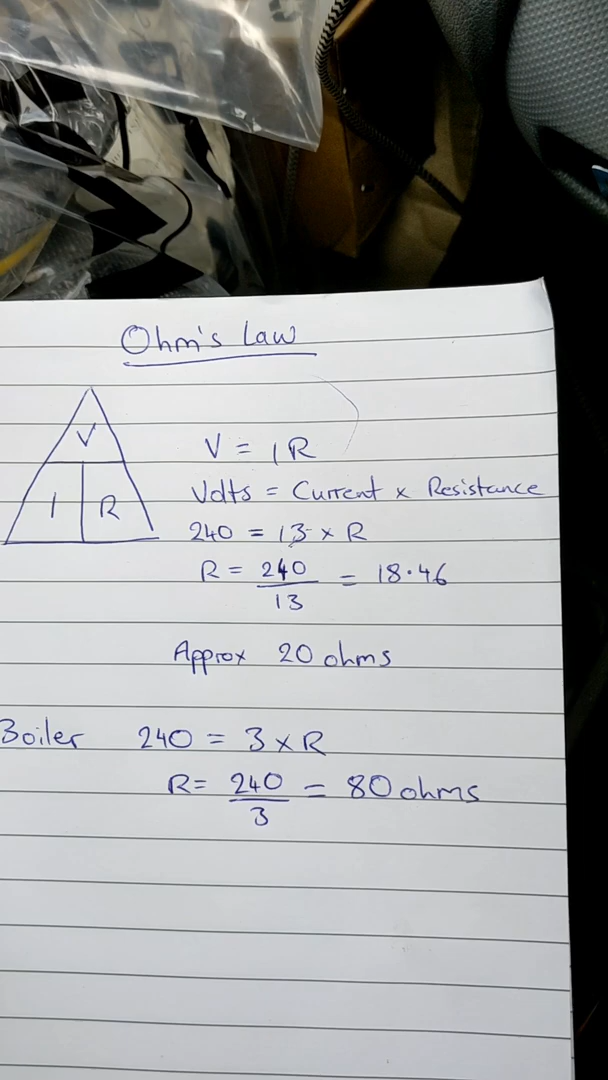 Ohm's Law
V
I R
V = IR
Volts = Current x Resistance
240 = 13 x R
R = 240/13 = 18.46
Approx 20 ohms
Boiler 240 = 3 x R
R = 240/3 = 80 ohms